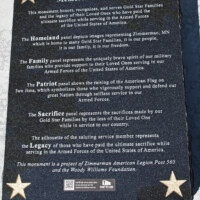 This monument honors, recognizes, and serves Gold Star Families
and the legacy of their Loved Ones who have paid the
ultimate sacrifice while serving in the Armed Forces
of the United States of America.
The Homeland panel depicts images representing Zimmerman, MN,
which is home to many Gold Star Families, it is our people,
it is our family, it is our freedom.
The Family panel represents the uniquely brave spirit of our military
families who provide support to their Loved Ones serving in our
Armed Forces of the United States of America.
The Patriot panel shows the raising of the American Flag on
Iwo Jima, which symbolizes those who vigorously support and defend our
great Nation through selfless service in our
Armed Forces.
The Sacrifice panel represents the sacrifices made by our
Gold Star Families by the loss of their Loved One
while in service to our country.
The silhouette of the saluting service member represents
the Legacy of those who have paid the ultimate sacrifice while
serving in the Armed Forces of the United States of America.
This monument is a project of Zimmerman American Legion Post 560
and the Woody Williams Foundation.